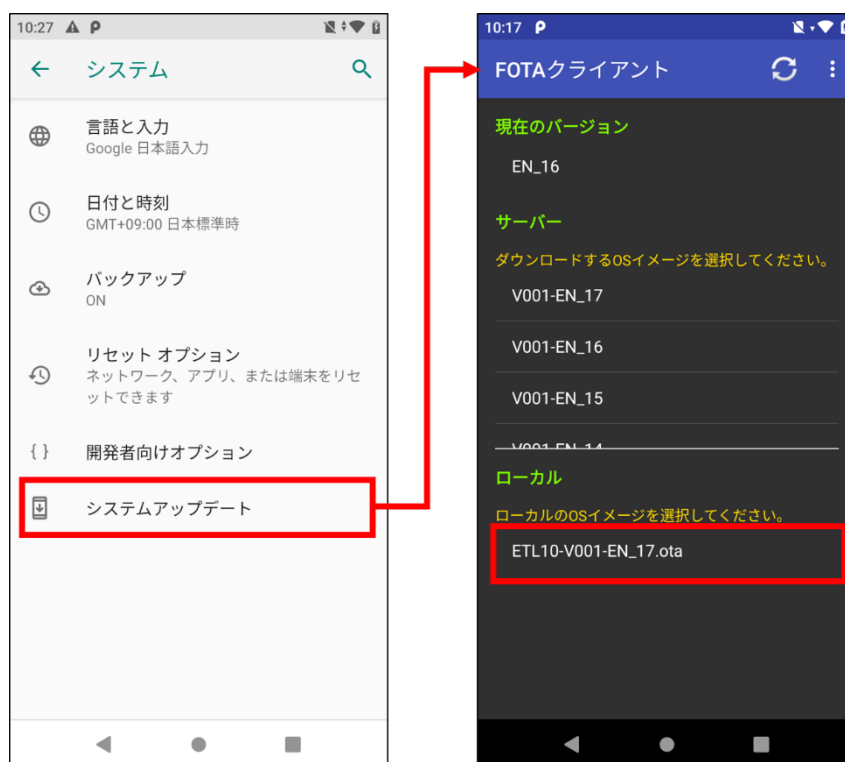 10:27
システム
言語と入力
Google 日本語入力
日付と時刻
GMT+09:00 日本標準時
バックアップ
ON
リセット オプション
ネットワーク、アプリ、または端末をリセ
ットできます
{ } 開発者向けオプション
システムアップデート
10:17
FOTAクライアント
現在のバージョン
EN_16
サーバー
ダウンロードするOSイメージを選択してください。
V001-EN_17
V001-EN_16
V001-EN_15
V001-EN_14
ローカル
ローカルのOSイメージを選択してください。
ETL10-V001-EN_17.ota